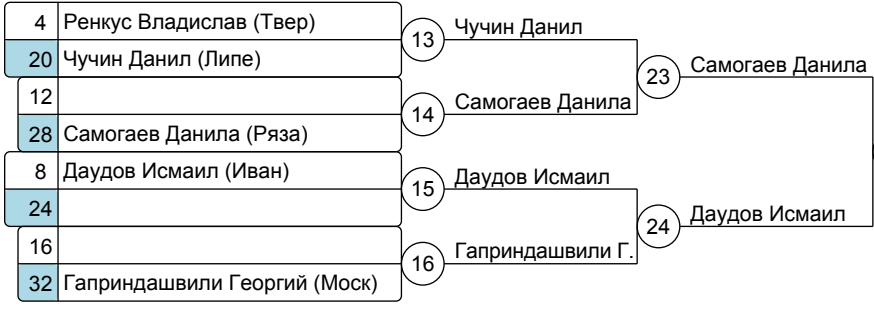 4 Ренкус Владислав (Твер)
20 Чучин Данил (Липе)
13 Чучин Данил
12
28 Самогаев Данила (Ряза)
14 Самогаев Данила
23 Самогаев Данила
8 Даудов Исмаил (Иван)
24
15 Даудов Исмаил
16
32 Гаприндашвили Георгий (Моск)
16 Гаприндашвили Г.
24 Даудов Исмаил